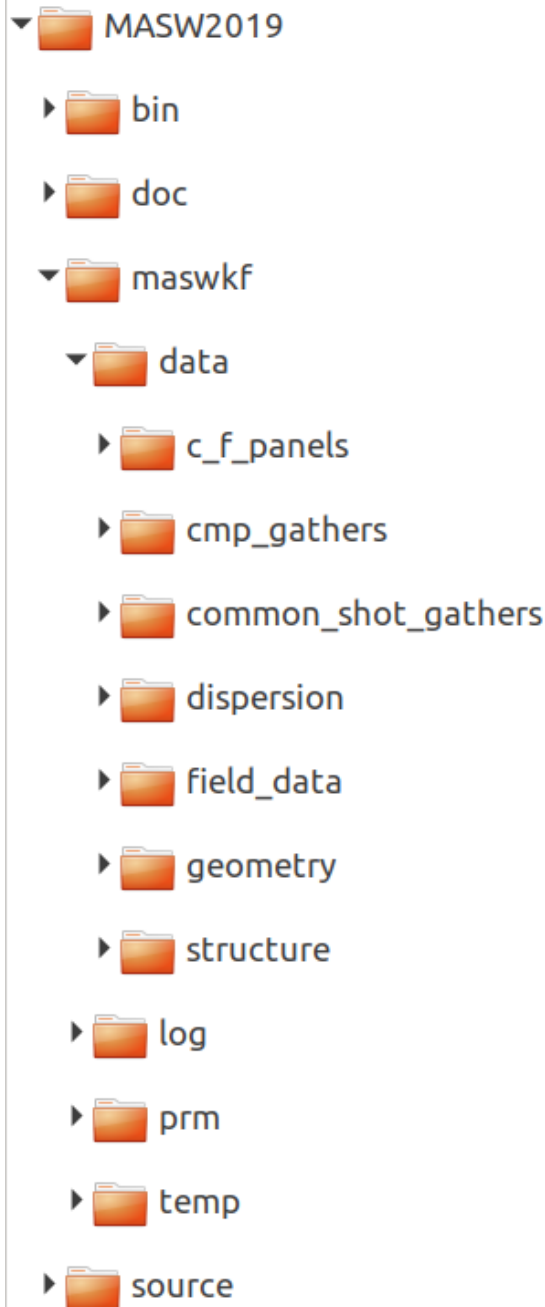 MASW2019
bin
doc
maswkf
data
c_f_panels
cmp_gathers
common_shot_gathers
dispersion
field_data
geometry
structure
log
prm
temp
source